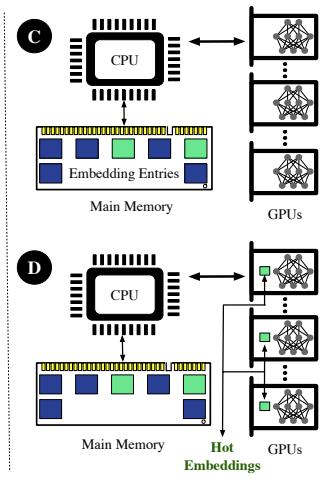 C
CPU
Embedding Entries
Main Memory
GPUs
D
CPU
Main Memory
Hot
Embeddings
GPUs